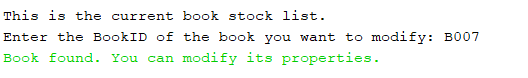 This is the current book stock list.
Enter the BookID of the book you want to modify: B007
Book found. You can modify its properties.